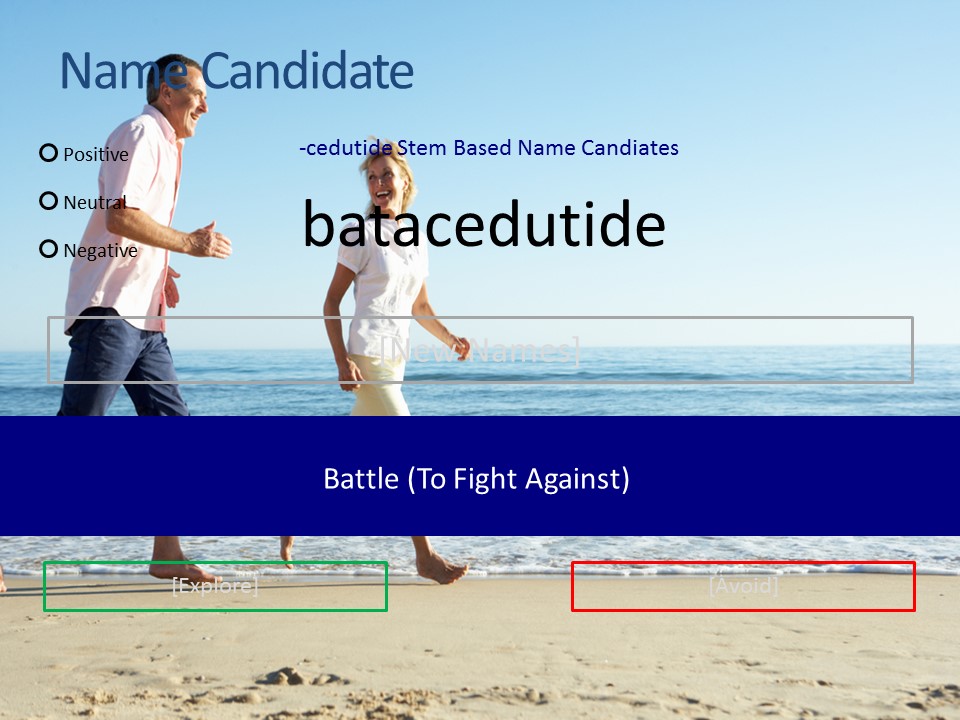 Name Candidate
-cedutide Stem Based Name Candiates
Positive
Neutral
Negative
batacedutide
[New Names]
Battle (To Fight Against)
[Explore]
[Avoid]